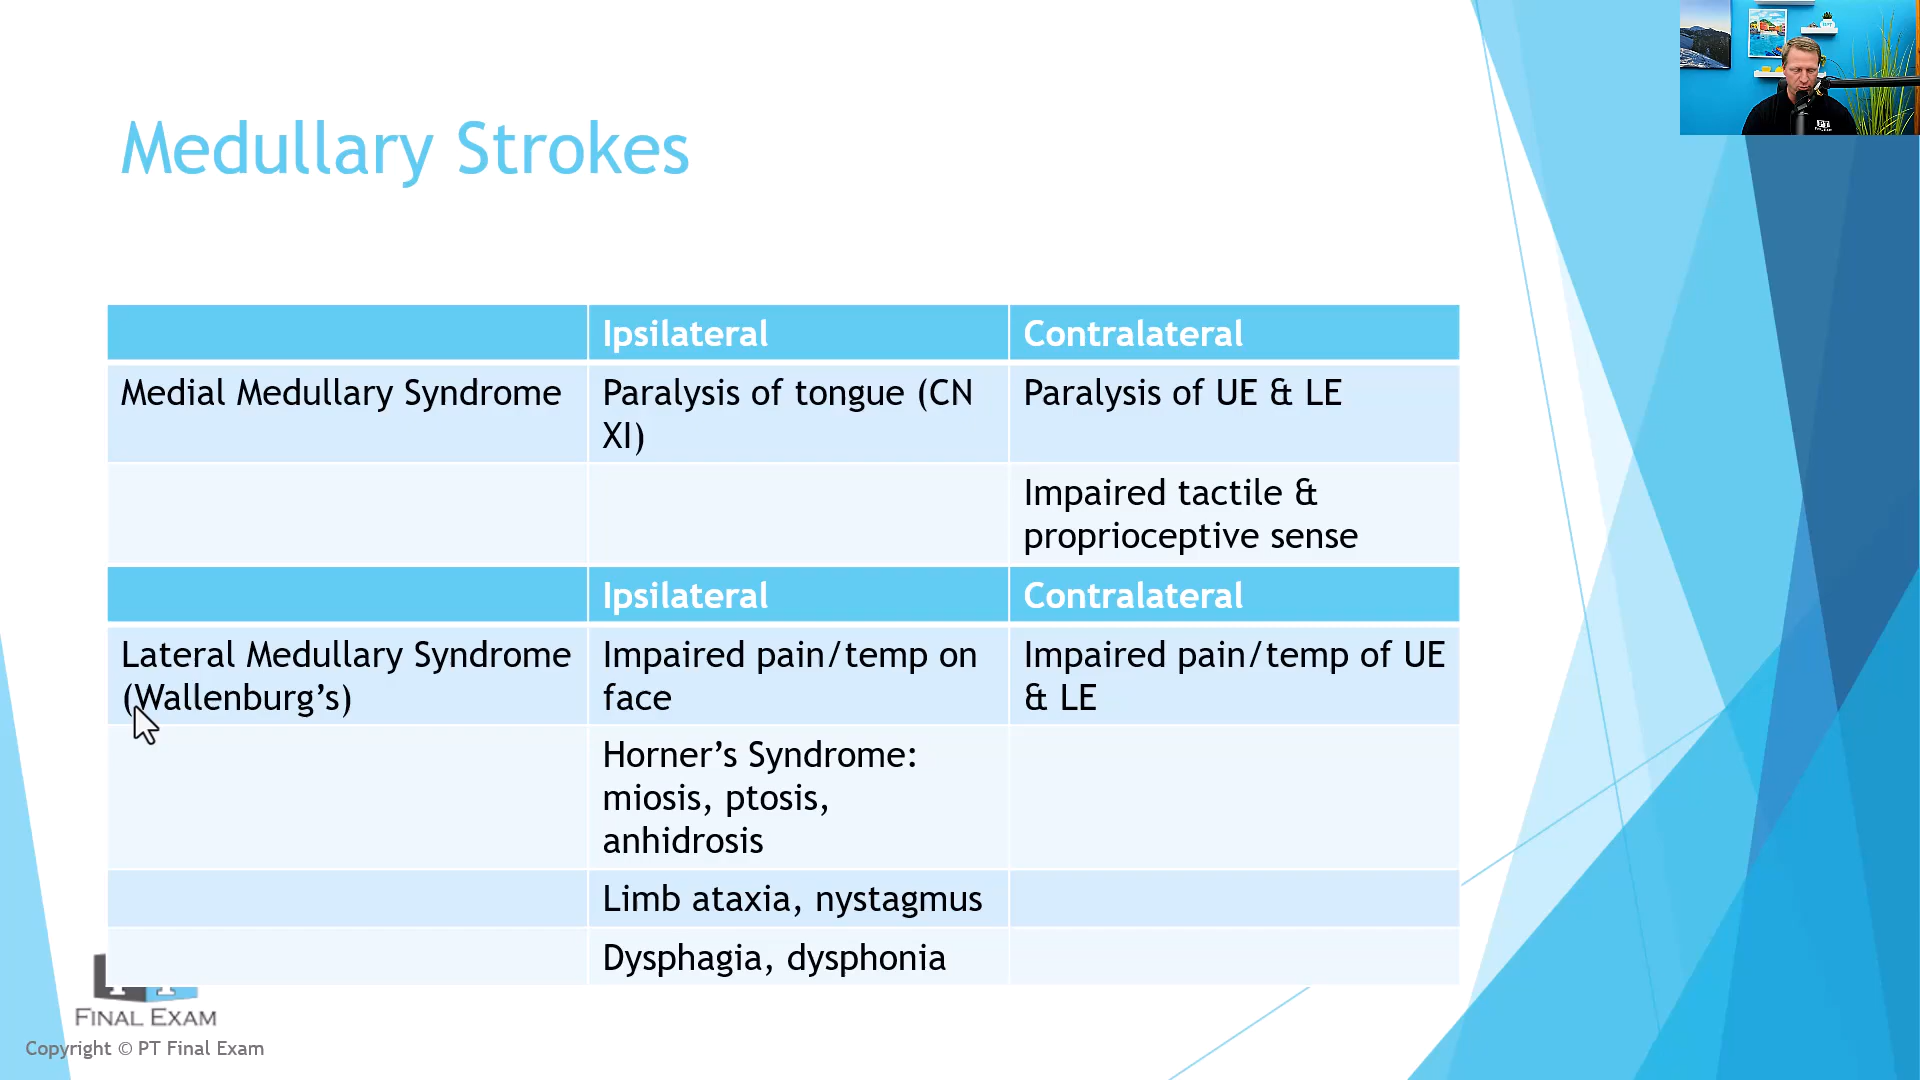 Medullary Strokes
Ipsilateral
Contralateral
Medial Medullary Syndrome
Paralysis of tongue (CN
XI)
Paralysis of UE & LE
Impaired tactile &
proprioceptive sense
Ipsilateral
Contralateral
Lateral Medullary Syndrome
(Wallenburg’s)
Impaired pain/temp on
face
Impaired pain/temp of UE
& LE
Horner’s Syndrome:
miosis, ptosis,
anhidrosis
Limb ataxia, nystagmus
Dysphagia, dysphonia
FINAL EXAM
Copyright © PT Final Exam